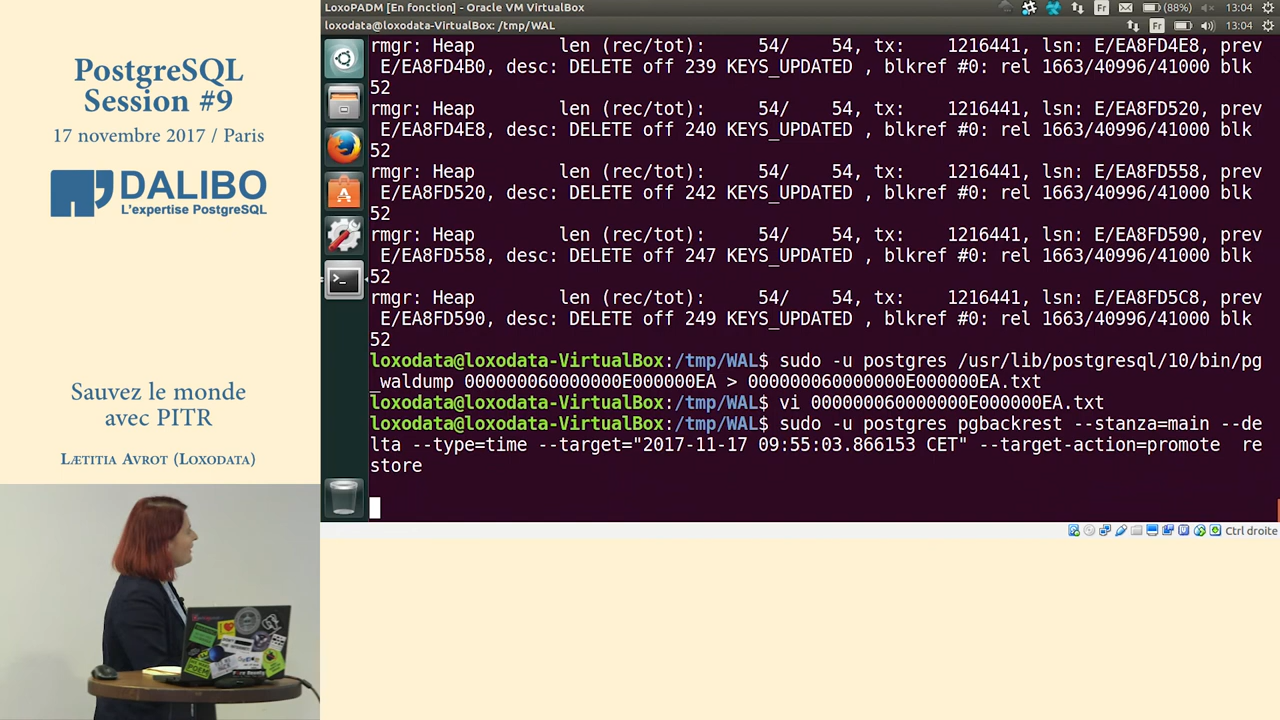 PostgreSQL
Session #9
17 novembre 2017 / Paris
DALIBO
L'expertise PostgreSQL
Sauvez le monde
avec PITR
Lætitia Avrot (Loxodata)
LoxoPADM [En fonction] - Oracle VM VirtualBox
Fr
(88%)
13:04
loxodata@loxodata-VirtualBox: /tmp/WAL
Fr
13:04
rmgr: Heap        len (rec/tot):     54/    54, tx:    1216441, lsn: E/EA8FD4E8, prev
 E/EA8FD4B0, desc: DELETE off 239 KEYS_UPDATED , blkref #0: rel 1663/40996/41000 blk
52
rmgr: Heap        len (rec/tot):     54/    54, tx:    1216441, lsn: E/EA8FD520, prev
 E/EA8FD4E8, desc: DELETE off 240 KEYS_UPDATED , blkref #0: rel 1663/40996/41000 blk
52
rmgr: Heap        len (rec/tot):     54/    54, tx:    1216441, lsn: E/EA8FD558, prev
 E/EA8FD520, desc: DELETE off 242 KEYS_UPDATED , blkref #0: rel 1663/40996/41000 blk
52
rmgr: Heap        len (rec/tot):     54/    54, tx:    1216441, lsn: E/EA8FD590, prev
 E/EA8FD558, desc: DELETE off 247 KEYS_UPDATED , blkref #0: rel 1663/40996/41000 blk
52
rmgr: Heap        len (rec/tot):     54/    54, tx:    1216441, lsn: E/EA8FD5C8, prev
 E/EA8FD590, desc: DELETE off 249 KEYS_UPDATED , blkref #0: rel 1663/40996/41000 blk
52
loxodata@loxodata-VirtualBox:/tmp/WAL$ sudo -u postgres /usr/lib/postgresql/10/bin/pg
_waldump 000000060000000E000000EA > 000000060000000E000000EA.txt
loxodata@loxodata-VirtualBox:/tmp/WAL$ vi 000000060000000E000000EA.txt
loxodata@loxodata-VirtualBox:/tmp/WAL$ sudo -u postgres pgbackrest --stanza=main --de
lta --type=time --target="2017-11-17 09:55:03.866153 CET" --target-action=promote  re
store
Ctrl droite